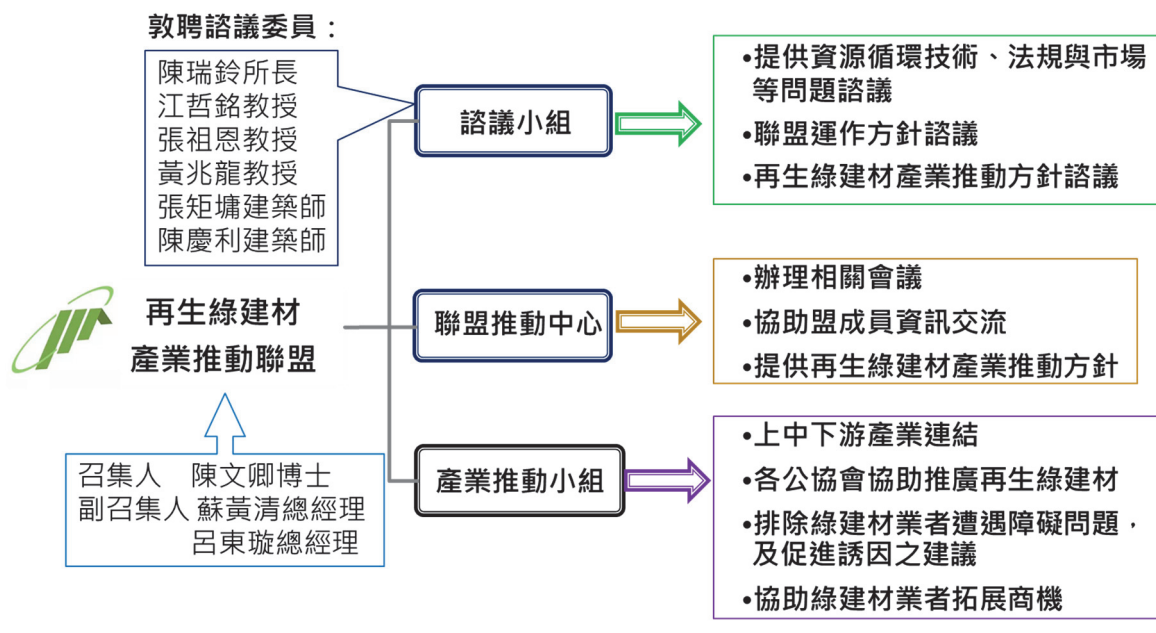 敦聘諮議委員：
陳瑞鈴所長
江哲銘教授
張祖恩教授
黃兆龍教授
張矩墉建築師
陳慶利建築師
諮議小組
•提供資源循環技術、法規與市場
等問題諮議
•聯盟運作方針諮議
•再生綠建材產業推動方針諮議
再生綠建材
產業推動聯盟
聯盟推動中心
•辦理相關會議
•協助盟成員資訊交流
•提供再生綠建材產業推動方針
召集人 陳文卿博士
副召集人 蘇黃清總經理
呂東璇總經理
產業推動小組
•上中下游產業連結
•各公協會協助推廣再生綠建材
•排除綠建材業者遭遇障礙問題，
及促進誘因之建議
•協助綠建材業者拓展商機